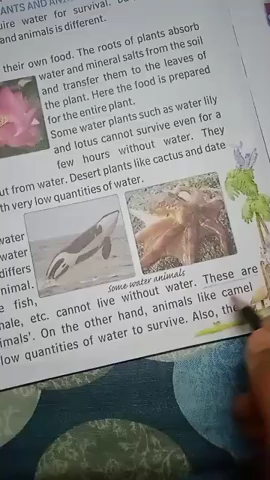 ANTS AND ANIM
uire water for survival.
and animals is different.
their own food. The roots of plants absorb
water and mineral salts from the soil
and transfer them to the leaves of
the plant. Here the food is prepared
for the entire plant.
Some water plants such as water lily
and lotus cannot survive even for a
few hours without water. They
ut from water. Desert plants like cactus and date
th very low quantities of water.
water
water
differs
nimal.
e fish,
Some water animals
hale, etc. cannot live without water. These are
imals'. On the other hand, animals like camel
low quantities of water to survive. Also, the